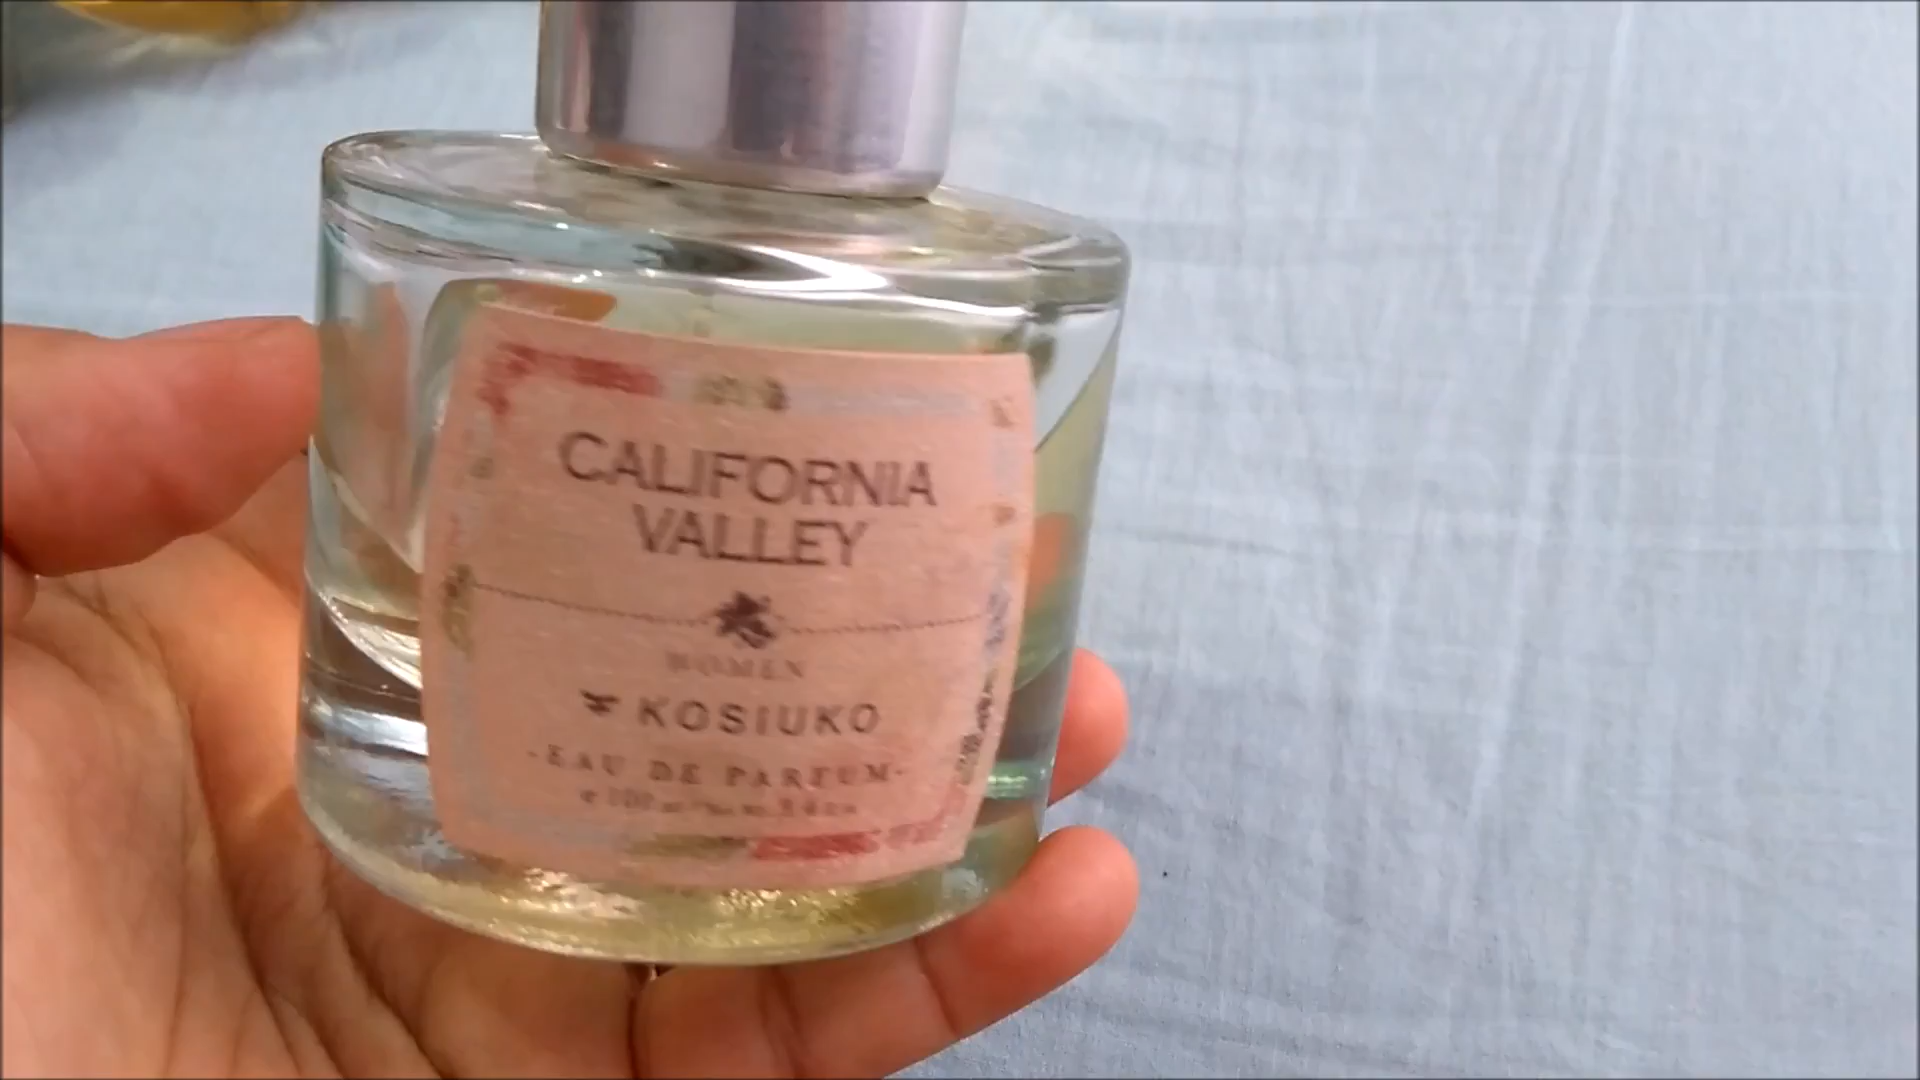 CALIFORNIA
VALLEY
WOMEN
KOSIUKO
-EAU DE PARFUM-